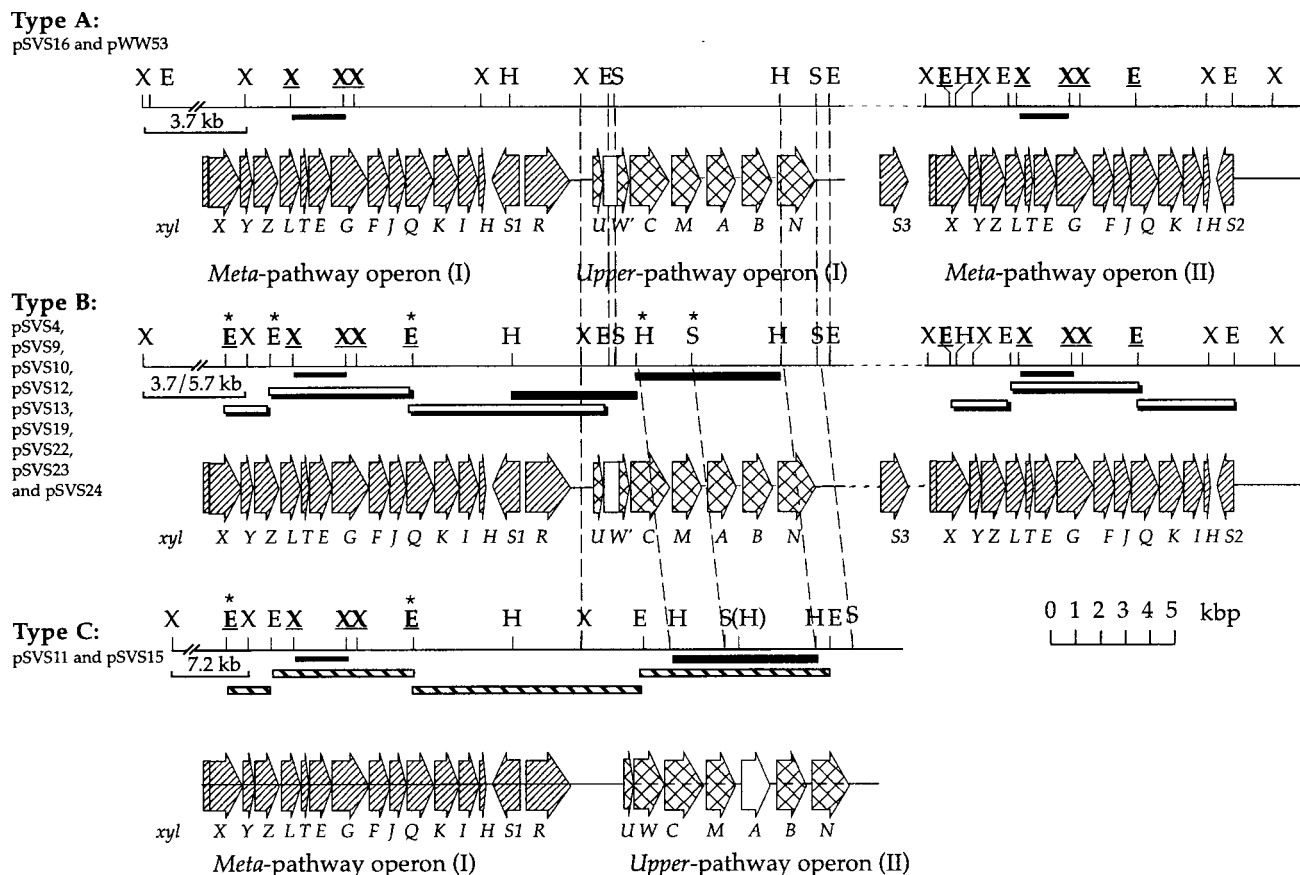 Type A:
pSVS16 and pWW53
X E X X XX X H X E S H S E X E H X E X XX E X E X
3.7 kb
xyl X Y Z L T E G F J Q K I H S1 R U W' C M A B N S3 X Y Z L T E G F J Q K I H S2
Meta-pathway operon (I) Upper-pathway operon (I) Meta-pathway operon (II)
Type B:
pSVS4,
pSVS9,
pSVS10,
pSVS12,
pSVS13,
pSVS19,
pSVS22,
pSVS23
and pSVS24
* * * * *
X E X E X XX E H X E S H S H S E X E H X E X XX E X E X
3.7/5.7 kb
xyl X Y Z L T E G F J Q K I H S1 R U W' C M A B N S3 X Y Z L T E G F J Q K I H S2
Type C:
pSVS11 and pSVS15
* *
X E X E X XX E H X E H S(H) H E S
7.2 kb
0 1 2 3 4 5 kbp
xyl X Y Z L T E G F J Q K I H S1 R U W C M A B N
Meta-pathway operon (I) Upper-pathway operon (II)